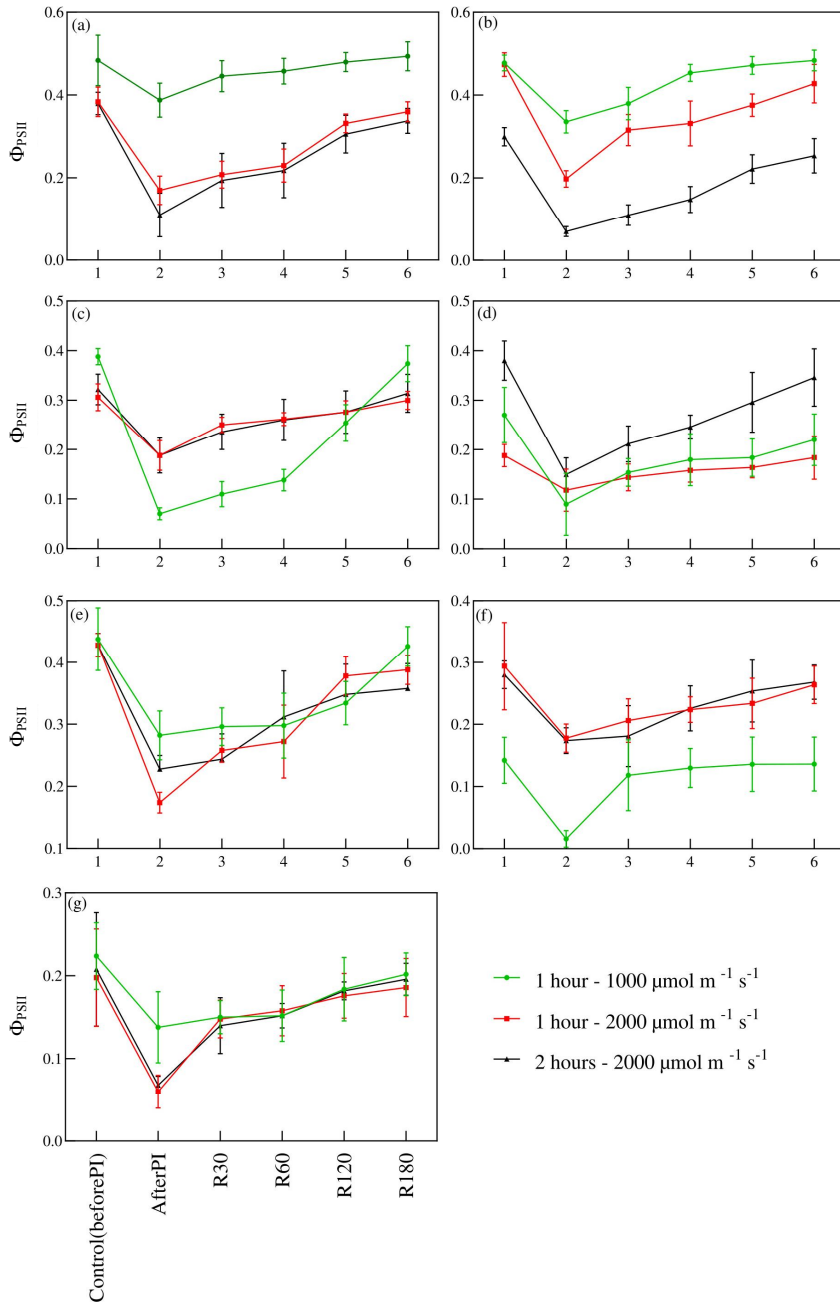 (a)
0.6
0.4
0.2
0.0
ΦPSII
1 2 3 4 5 6
(b)
0.6
0.4
0.2
0.0
ΦPSII
1 2 3 4 5 6
(c)
0.5
0.4
0.3
0.2
0.1
0.0
ΦPSII
1 2 3 4 5 6
(d)
0.5
0.4
0.3
0.2
0.1
0.0
1 2 3 4 5 6
(e)
0.5
0.4
0.3
0.2
0.1
ΦPSII
1 2 3 4 5 6
(f)
0.4
0.3
0.2
0.1
0.0
ΦPSII
1 2 3 4 5 6
(g)
0.3
0.2
0.1
0.0
ΦPSII
Control(beforePI)
AfterPI
R30
R60
R120
R180
1 hour - 1000 µmol m -1 s-1
1 hour - 2000 µmol m -1 s-1
2 hours - 2000 µmol m -1 s-1